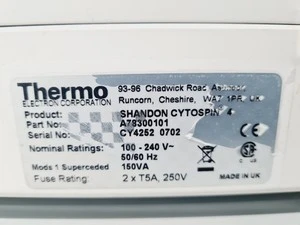 Thermo
ELECTRON CORPORATION
93-96 Chadwick Road,
Runcorn, Cheshire, WA7 1PR, UK
Product: SHANDON CYTOSPIN 4
Part No: A78300101
Serial No: CY4252 0702
Nominal Ratings: 100 - 240 V~
50/60 Hz
Mods 1 Superceded 150VA
Fuse Rating: 2 x T5A, 250V
MADE IN UK